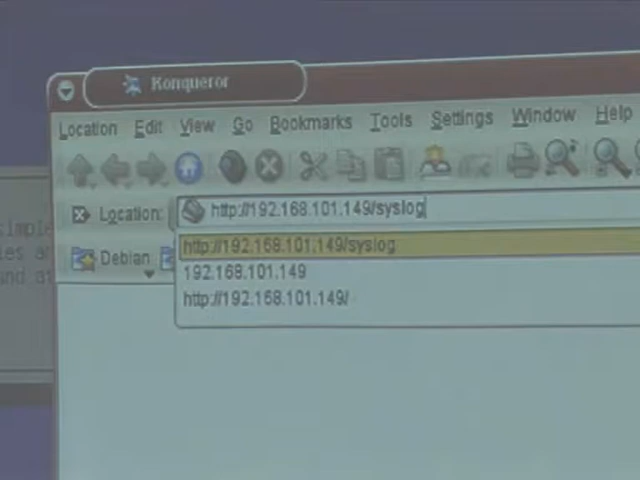 Konqueror
Location Edit View Go Bookmarks Tools Settings Window Help
Location: http://192.168.101.149/syslog
simple
http://192.168.101.149/syslog
Debian
192.168.101.149
http://192.168.101.149/